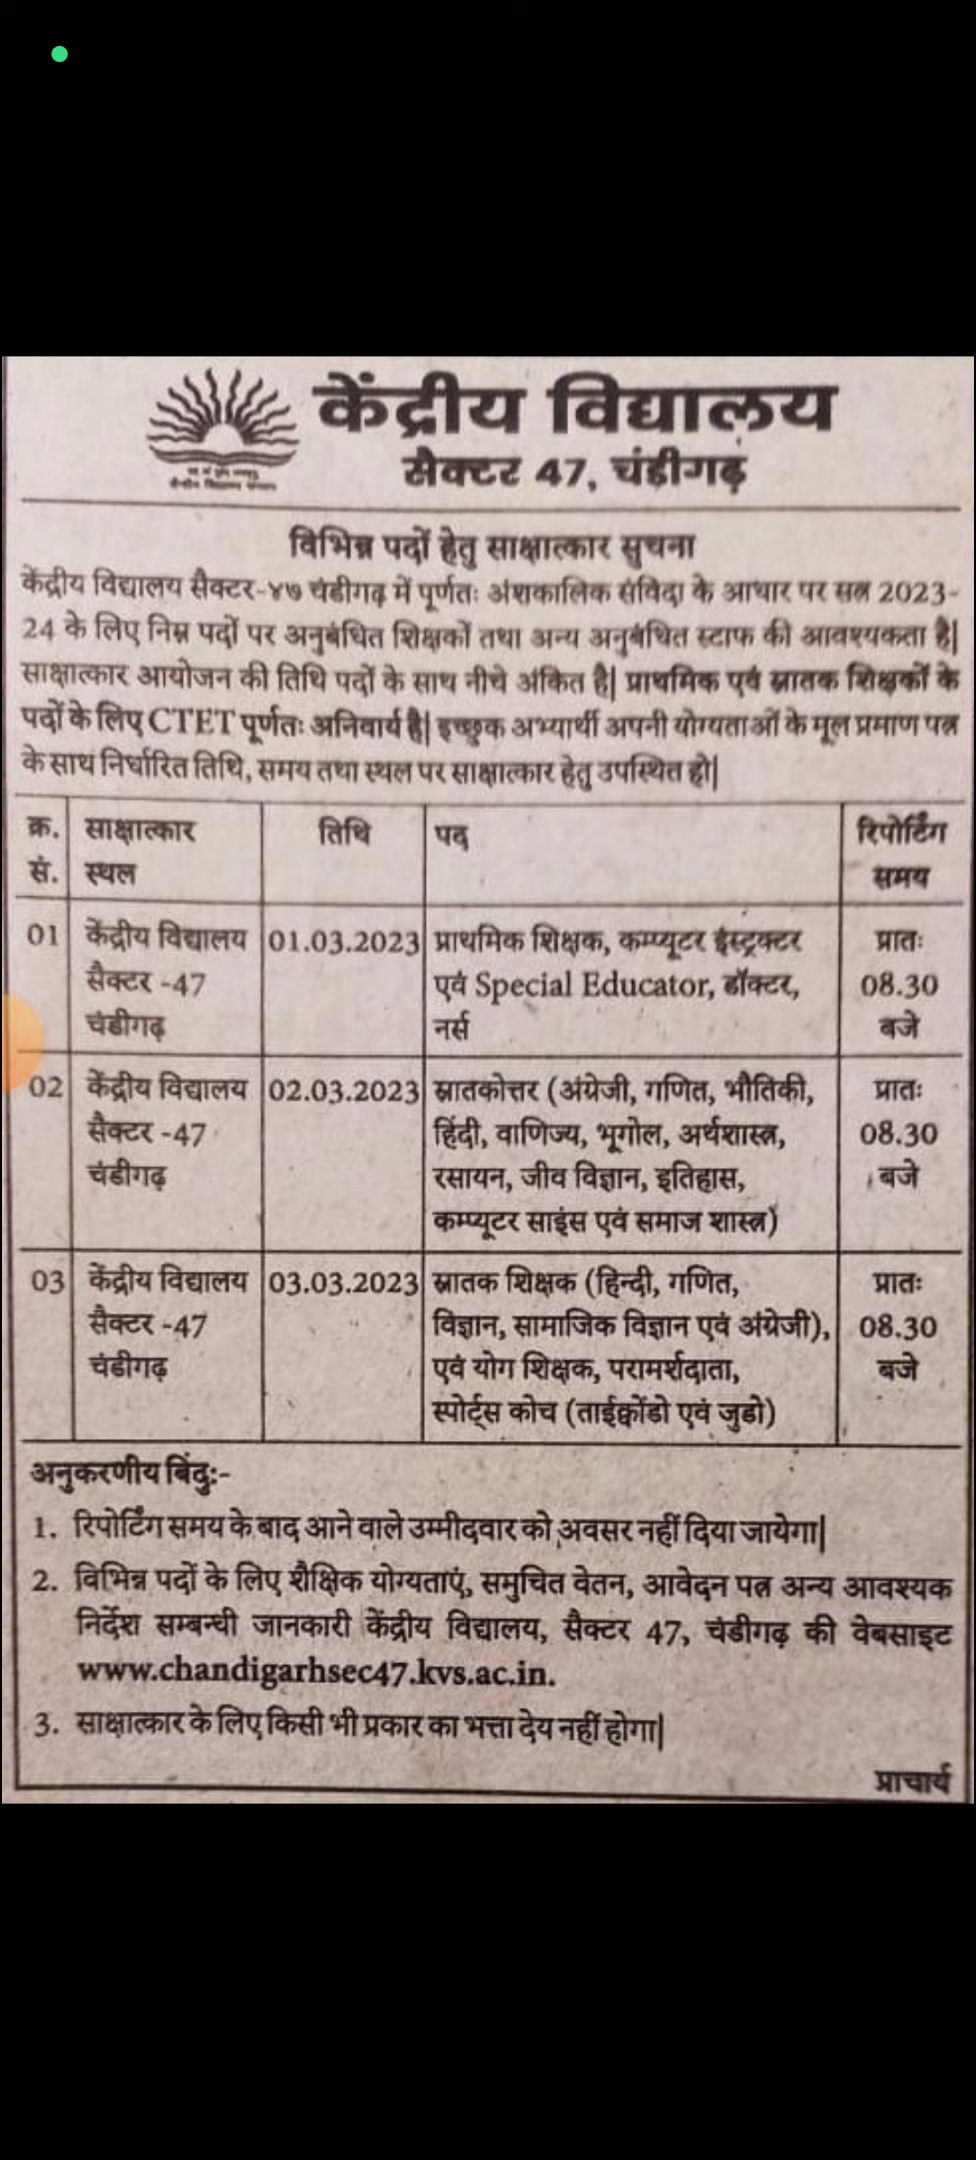 केंद्रीय विद्यालय
सैक्टर 47, चंडीगढ़
विभिन्न पदों हेतु साक्षात्कार सुचना
केंद्रीय विद्यालय सैक्टर-४७ चंडीगढ़ में पूर्णतः अंशकालिक संविदा के आधार पर सत्र 2023-
24 के लिए निम्न पदों पर अनुबंधित शिक्षकों तथा अन्य अनुबंधित स्टाफ की आवश्यकता है|
साक्षात्कार आयोजन की तिथि पदों के साथ नीचे अंकित है| प्राथमिक एवं स्नातक शिक्षकों के
पदों के लिए CTET पूर्णतः अनिवार्य है| इच्छुक अभ्यार्थी अपनी योग्यताओं के मूल प्रमाण पत्र
के साथ निर्धारित तिथि, समय तथा स्थल पर साक्षात्कार हेतु उपस्थित हो|
क्र. साक्षात्कार तिथि पद रिपोर्टिंग
सं. स्थल समय
01 केंद्रीय विद्यालय 01.03.2023 प्राथमिक शिक्षक, कम्प्यूटर इंस्ट्रक्टर प्रातः
सैक्टर -47 एवं Special Educator, डॉक्टर, 08.30
चंडीगढ़ नर्स बजे
02 केंद्रीय विद्यालय 02.03.2023 स्नातकोत्तर (अंग्रेजी, गणित, भौतिकी, प्रातः
सैक्टर -47 हिंदी, वाणिज्य, भूगोल, अर्थशास्त्र, 08.30
चंडीगढ़ रसायन, जीव विज्ञान, इतिहास, बजे
कम्प्यूटर साइंस एवं समाज शास्त्र)
03 केंद्रीय विद्यालय 03.03.2023 स्नातक शिक्षक (हिन्दी, गणित, प्रातः
सैक्टर -47 विज्ञान, सामाजिक विज्ञान एवं अंग्रेजी), 08.30
चंडीगढ़ एवं योग शिक्षक, परामर्शदाता, बजे
स्पोर्ट्स कोच (ताईक्वोंडो एवं जुडो)
अनुकरणीय बिंदुः-
1. रिपोर्टिंग समय के बाद आने वाले उम्मीदवार को अवसर नहीं दिया जायेगा|
2. विभिन्न पदों के लिए शैक्षिक योग्यताएं, समुचित वेतन, आवेदन पत्र अन्य आवश्यक
निर्देश सम्बन्धी जानकारी केंद्रीय विद्यालय, सैक्टर 47, चंडीगढ़ की वेबसाइट
www.chandigarhsec47.kvs.ac.in.
3. साक्षात्कार के लिए किसी भी प्रकार का भत्ता देय नहीं होगा|
प्राचार्य